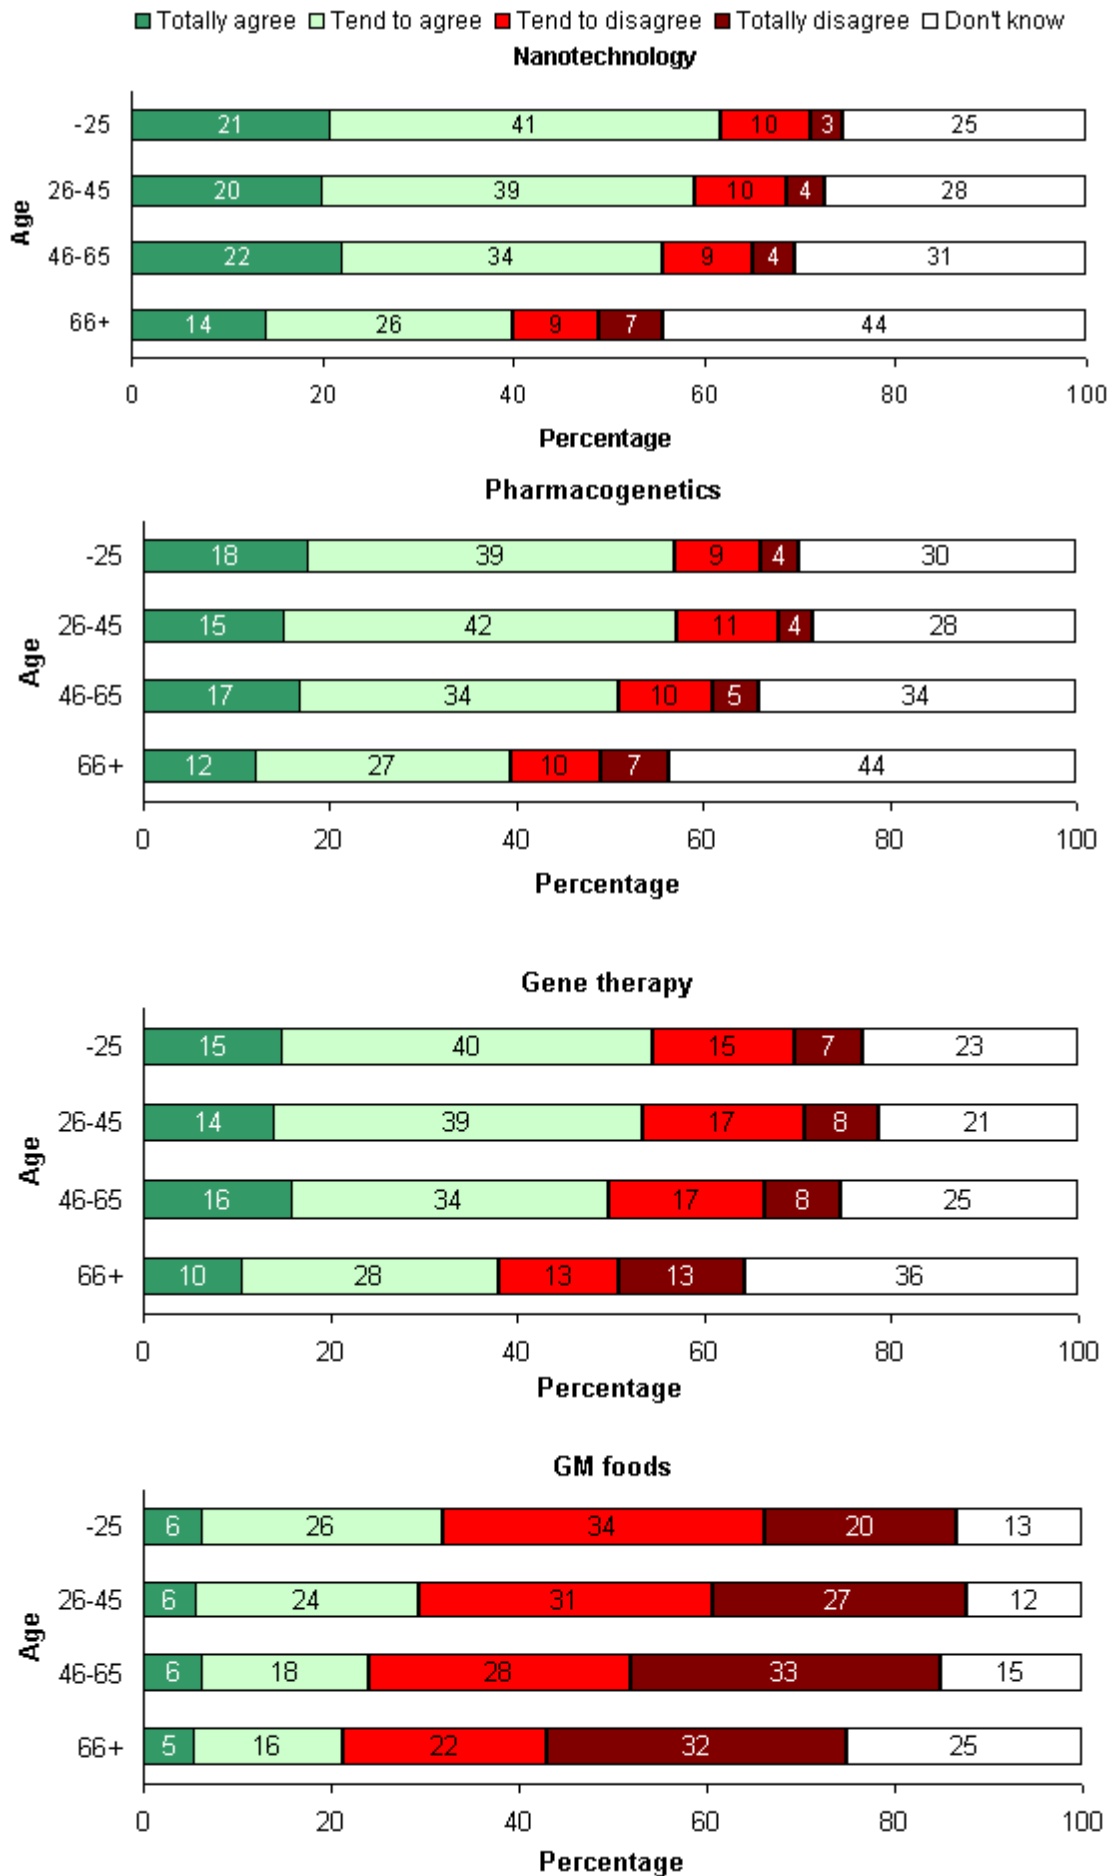 Totally agree Tend to agree Tend to disagree Totally disagree Don't know
Nanotechnology
-25 21 41 10 3 25
26-45 20 39 10 4 28
46-65 22 34 9 4 31
66+ 14 26 9 7 44
Age
0 20 40 60 80 100
Percentage
Pharmacogenetics
-25 18 39 9 4 30
26-45 15 42 11 4 28
46-65 17 34 10 5 34
66+ 12 27 10 7 44
Age
0 20 40 60 80 100
Percentage
Gene therapy
-25 15 40 15 7 23
26-45 14 39 17 8 21
46-65 16 34 17 8 25
66+ 10 28 13 13 36
Age
0 20 40 60 80 100
Percentage
GM foods
-25 6 26 34 20 13
26-45 6 24 31 27 12
46-65 6 18 28 33 15
66+ 5 16 22 32 25
Age
0 20 40 60 80 100
Percentage